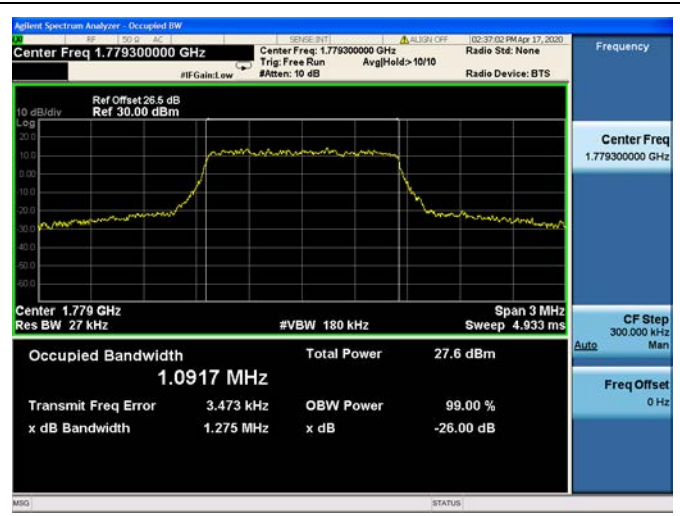 Agilent Spectrum Analyzer - Occupied BW
RF 50 Ω AC SENSE:INT ALIGN OFF 02:37:02 PM Apr 17, 2020
Center Freq 1.779300000 GHz
Center Freq: 1.779300000 GHz
Radio Std: None
Trig: Free Run Avg|Hold:>10/10
#IFGain:Low #Atten: 10 dB Radio Device: BTS
Frequency
Ref Offset 26.5 dB
10 dB/div Ref 30.00 dBm
Log
20.0
10.0
0.00
-10.0
-20.0
-30.0
-40.0
-50.0
-60.0
Center Freq
1.779300000 GHz
Center 1.779 GHz Span 3 MHz
Res BW 27 kHz #VBW 180 kHz Sweep 4.933 ms
CF Step
300.000 kHz
Auto Man
Occupied Bandwidth Total Power 27.6 dBm
1.0917 MHz
Transmit Freq Error 3.473 kHz OBW Power 99.00 %
x dB Bandwidth 1.275 MHz x dB -26.00 dB
Freq Offset
0 Hz
MSG STATUS